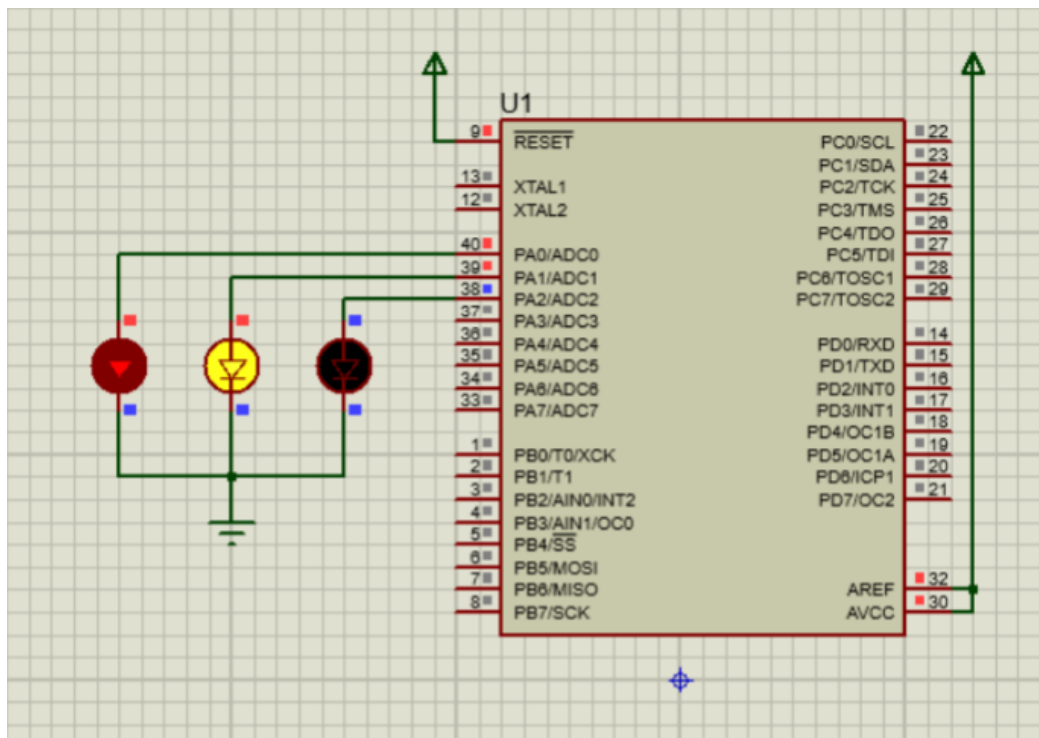 U1
9 RESET
13 XTAL1
12 XTAL2
40 PA0/ADC0
39 PA1/ADC1
38 PA2/ADC2
37 PA3/ADC3
36 PA4/ADC4
35 PA5/ADC5
34 PA6/ADC6
33 PA7/ADC7
1 PB0/T0/XCK
2 PB1/T1
3 PB2/AIN0/INT2
4 PB3/AIN1/OC0
5 PB4/SS
6 PB5/MOSI
7 PB6/MISO
8 PB7/SCK
PC0/SCL 22
PC1/SDA 23
PC2/TCK 24
PC3/TMS 25
PC4/TDO 26
PC5/TDI 27
PC6/TOSC1 28
PC7/TOSC2 29
PD0/RXD 14
PD1/TXD 15
PD2/INT0 16
PD3/INT1 17
PD4/OC1B 18
PD5/OC1A 19
PD6/ICP1 20
PD7/OC2 21
AREF 32
AVCC 30